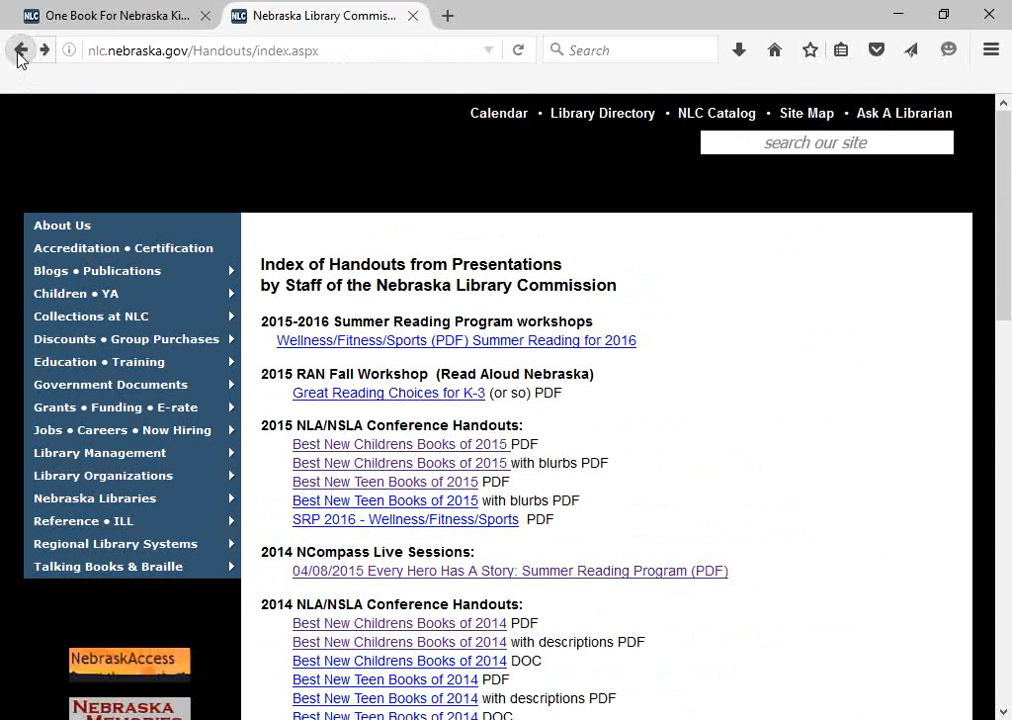 NLC One Book For Nebraska Ki...
NLC Nebraska Library Commis...
nlc.nebraska.gov/Handouts/index.aspx
Search
Calendar • Library Directory • NLC Catalog • Site Map • Ask A Librarian
search our site
About Us
Accreditation • Certification
Blogs • Publications
Children • YA
Collections at NLC
Discounts • Group Purchases
Education • Training
Government Documents
Grants • Funding • E-rate
Jobs • Careers • Now Hiring
Library Management
Library Organizations
Nebraska Libraries
Reference • ILL
Regional Library Systems
Talking Books & Braille
NebraskAccess
NEBRASKA
Index of Handouts from Presentations
by Staff of the Nebraska Library Commission
2015-2016 Summer Reading Program workshops
Wellness/Fitness/Sports (PDF) Summer Reading for 2016
2015 RAN Fall Workshop (Read Aloud Nebraska)
Great Reading Choices for K-3 (or so) PDF
2015 NLA/NSLA Conference Handouts:
Best New Childrens Books of 2015 PDF
Best New Childrens Books of 2015 with blurbs PDF
Best New Teen Books of 2015 PDF
Best New Teen Books of 2015 with blurbs PDF
SRP 2016 - Wellness/Fitness/Sports PDF
2014 NCompass Live Sessions:
04/08/2015 Every Hero Has A Story: Summer Reading Program (PDF)
2014 NLA/NSLA Conference Handouts:
Best New Childrens Books of 2014 PDF
Best New Childrens Books of 2014 with descriptions PDF
Best New Childrens Books of 2014 DOC
Best New Teen Books of 2014 PDF
Best New Teen Books of 2014 with descriptions PDF
Best New Teen Books of 2014 DOC